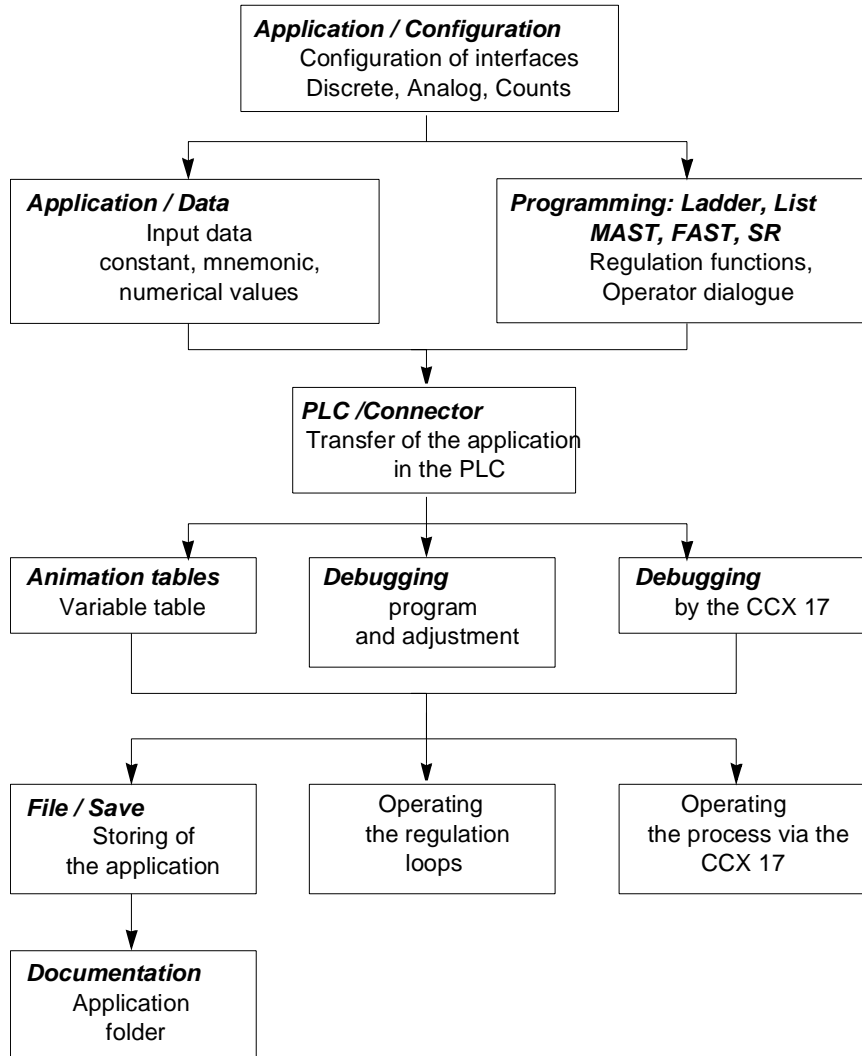 Application / Configuration
Configuration of interfaces
Discrete, Analog, Counts
Application / Data
Input data
constant, mnemonic,
numerical values
Programming: Ladder, List
MAST, FAST, SR
Regulation functions,
Operator dialogue
PLC /Connector
Transfer of the application
in the PLC
Animation tables
Variable table
Debugging
program
and adjustment
Debugging
by the CCX 17
File / Save
Storing of
the application
Operating
the regulation
loops
Operating
the process via the
CCX 17
Documentation
Application
folder